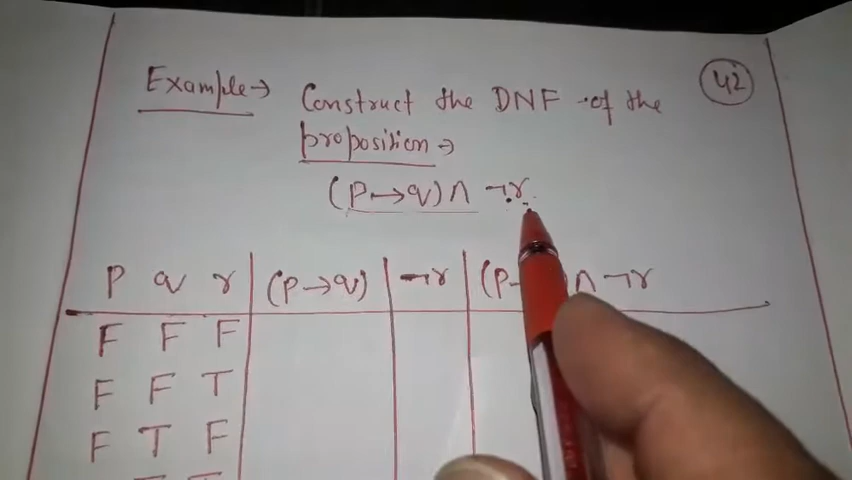 Example → Construct the DNF of the 42
proposition →
(P → q) ∧ ¬r.
P q r (P → q) ¬r (P → ) ∧ ¬r
F F F
F F T
F T F